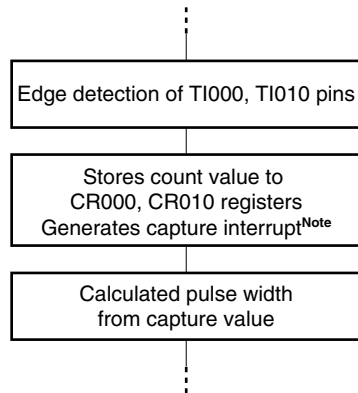 Edge detection of TI000, TI010 pins
Stores count value to
CR000, CR010 registers
Generates capture interruptNote
Calculated pulse width
from capture value